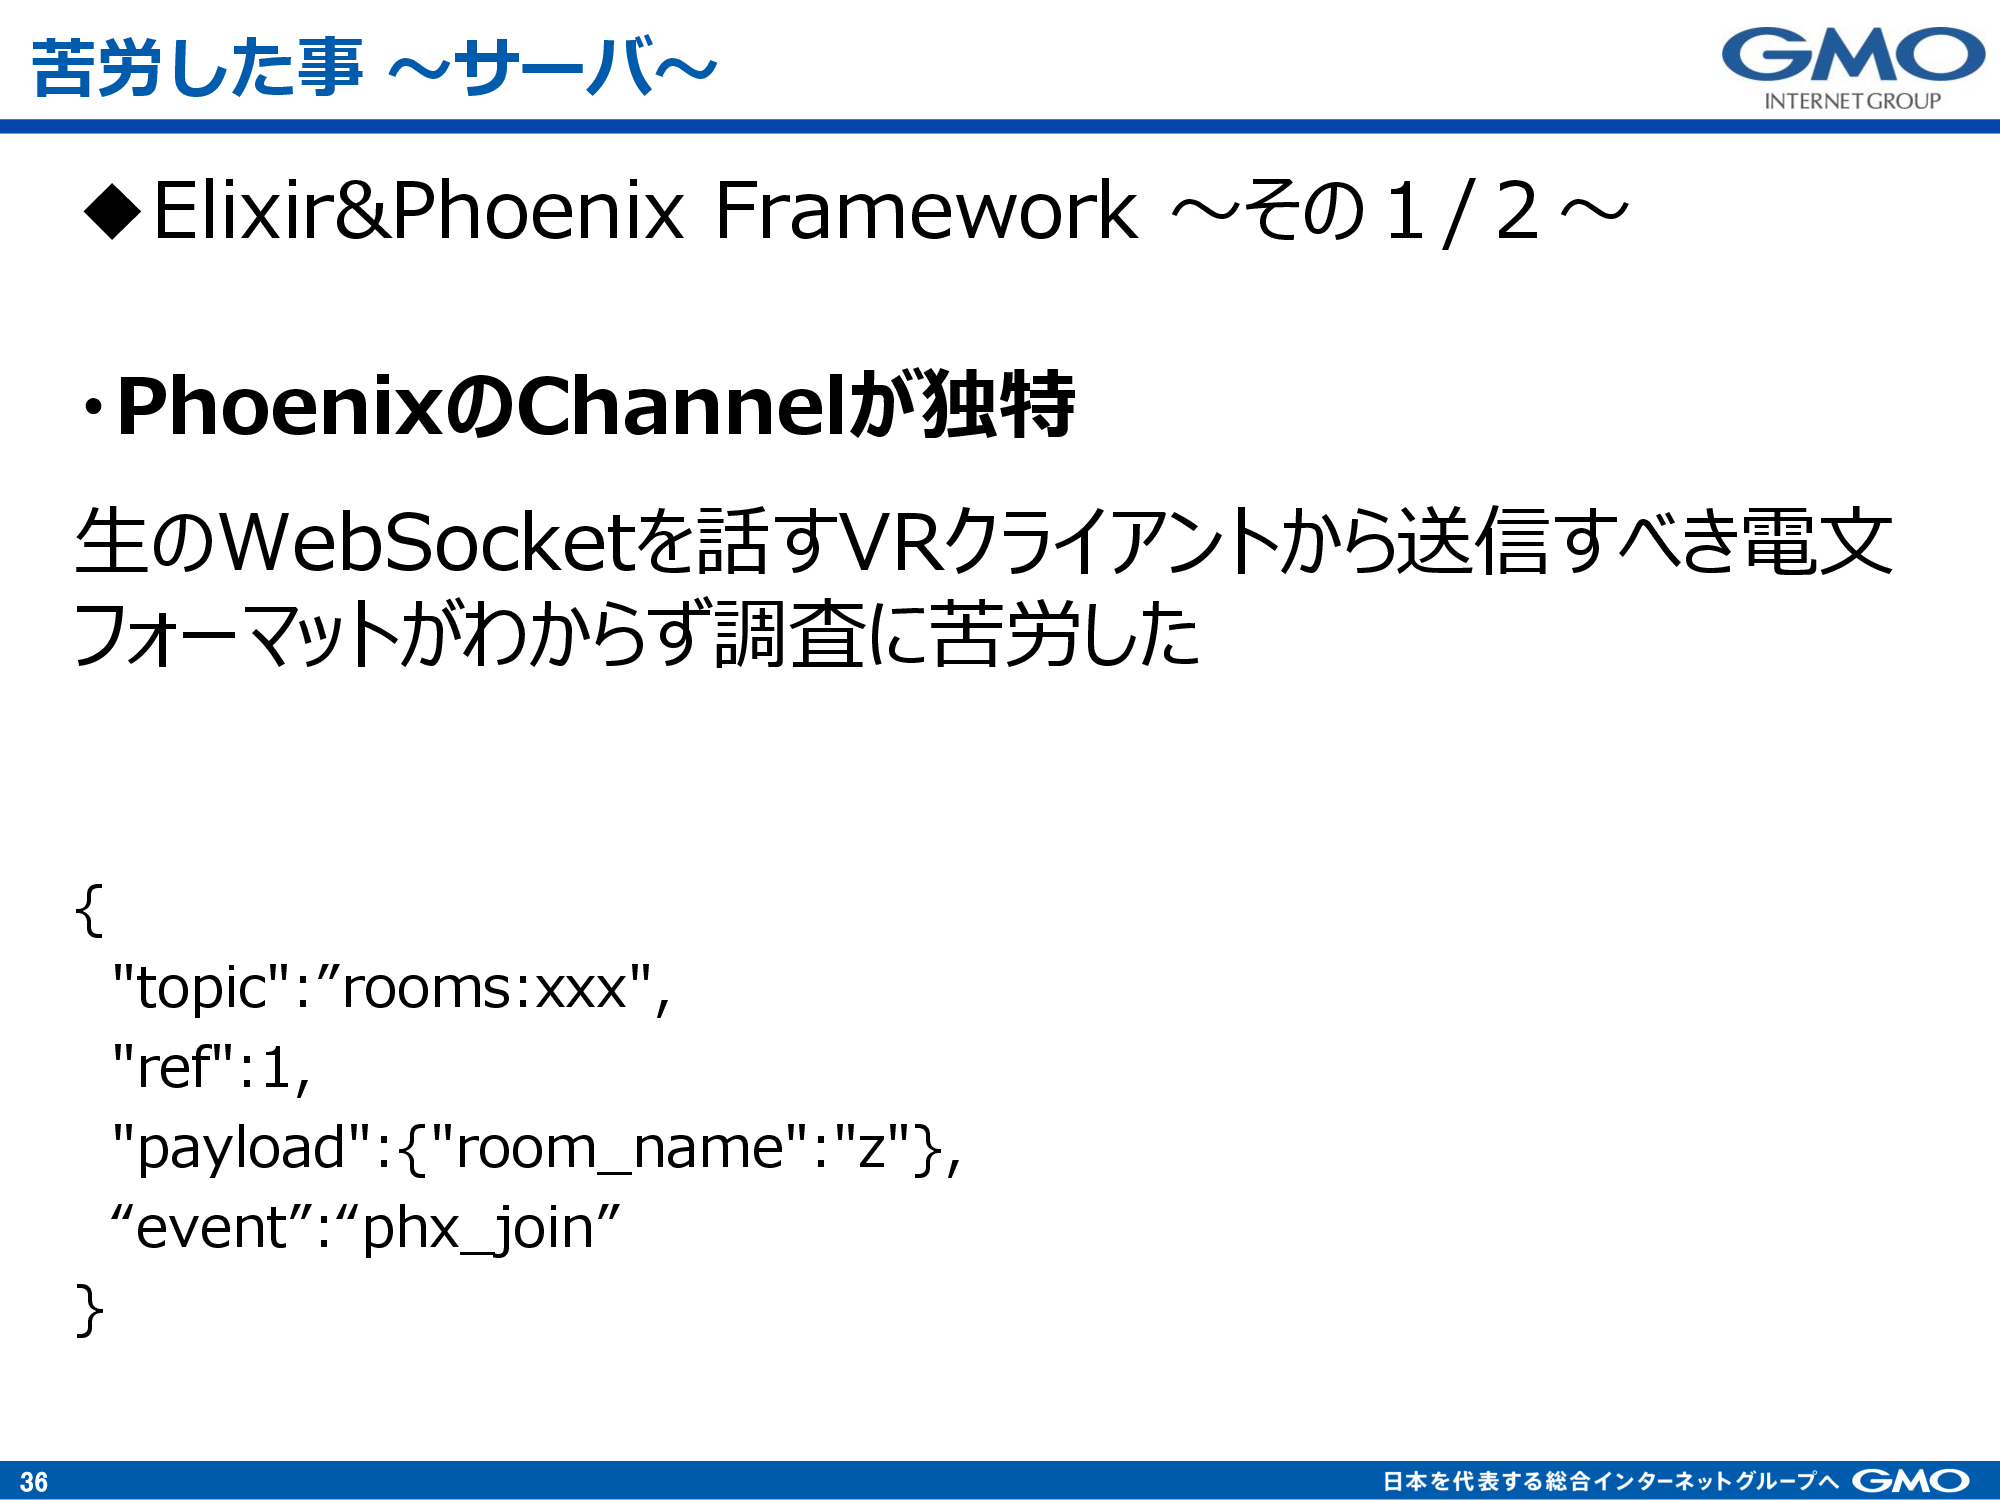 苦労した事 ～サーバ～
GMO
INTERNET GROUP
◆Elixir&Phoenix Framework ～その１/２～
・PhoenixのChannelが独特
生のWebSocketを話すVRクライアントから送信すべき電文
フォーマットがわからず調査に苦労した
{
"topic":”rooms:xxx",
"ref":1,
"payload":{"room_name":"z"},
“event”:“phx_join”
}
36
日本を代表する総合インターネットグループへ GMO